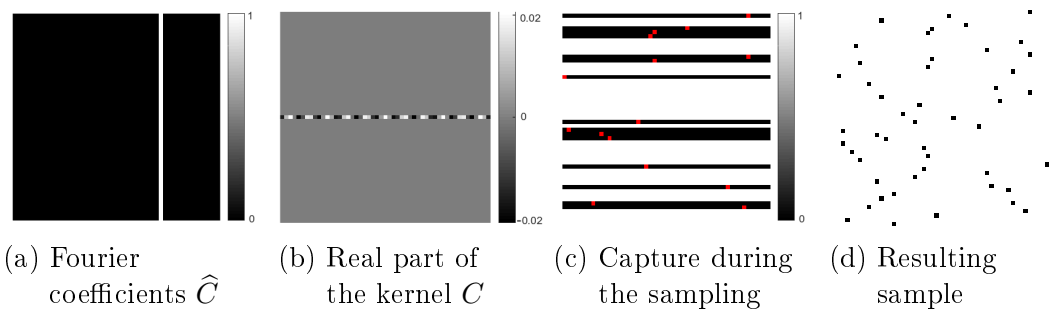 1
0
0.02
0
-0.02
1
0
(a) Fourier coefficients Ĉ
(b) Real part of the kernel C
(c) Capture during the sampling
(d) Resulting sample